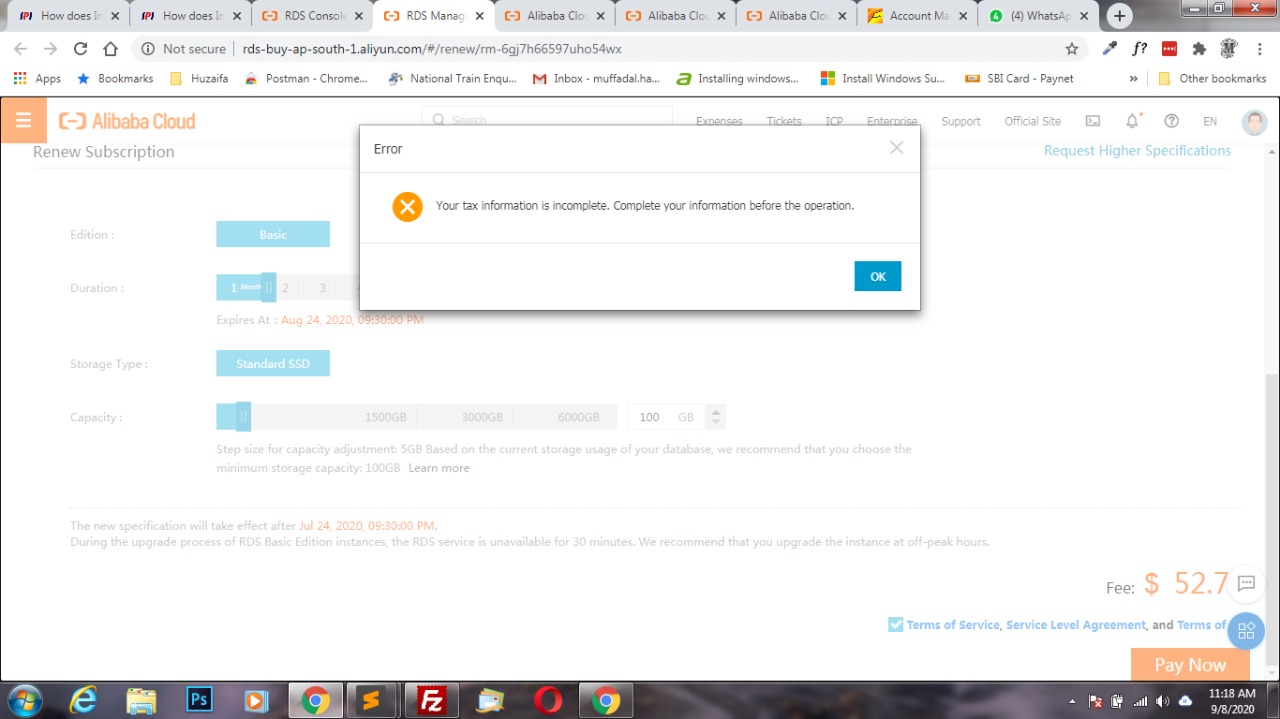 How does In
How does In
RDS Console
RDS Manag
Alibaba Clou
Alibaba Clou
Alibaba Clou
Account Ma
(4) WhatsAp
Not secure | rds-buy-ap-south-1.aliyun.com/#/renew/rm-6gj7h66597uho54wx
f?
Apps
Bookmarks
Huzaifa
Postman - Chrome...
National Train Enqu...
Inbox - muffadal.ha...
Installing windows...
Install Windows Su...
SBI Card - Paynet
»
Other bookmarks
Alibaba Cloud
Search
Expenses
Tickets
ICP
Enterprise
Support
Official Site
EN
Renew Subscription
Request Higher Specifications
Error
Your tax information is incomplete. Complete your information before the operation.
OK
Edition :
Basic
Duration :
1 Month 2 3
Expires At : Aug 24, 2020, 09:30:00 PM
Storage Type :
Standard SSD
Capacity :
1500GB 3000GB 6000GB 100 GB
Step size for capacity adjustment: 5GB Based on the current storage usage of your database, we recommend that you choose the
minimum storage capacity: 100GB Learn more
The new specification will take effect after Jul 24, 2020, 09:30:00 PM.
During the upgrade process of RDS Basic Edition instances, the RDS service is unavailable for 30 minutes. We recommend that you upgrade the instance at off-peak hours.
Fee: $ 52.7
Terms of Service, Service Level Agreement, and Terms of
Pay Now
Ps
Fz
11:18 AM
9/8/2020